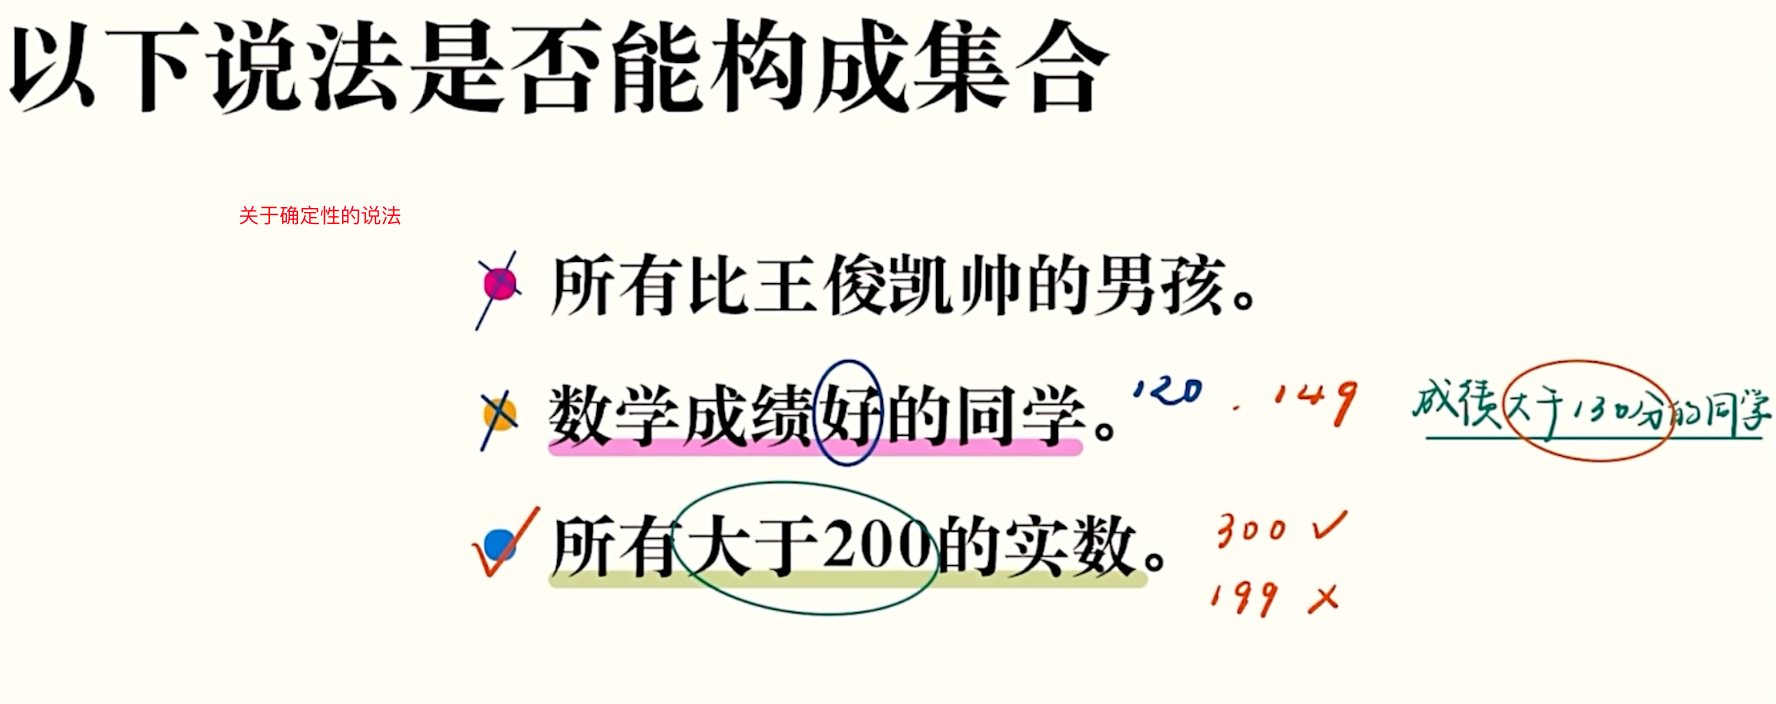 以下说法是否能构成集合
关于确定性的说法
所有比王俊凯帅的男孩。
数学成绩好的同学。 120 . 149 成绩大于130分的同学
所有大于200的实数。 300 ✓
199 ×